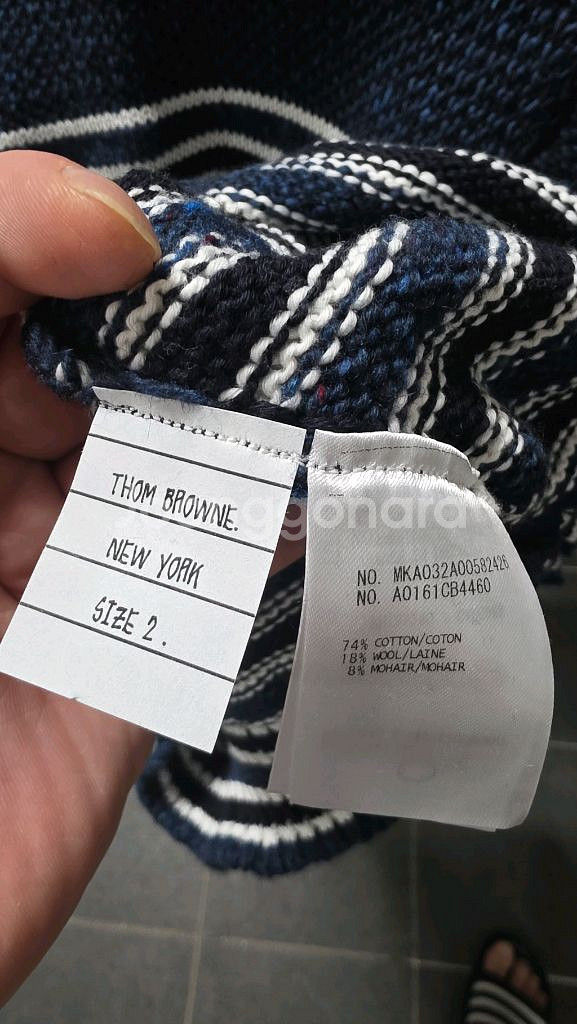 THOM BROWNE.
NEW YORK
SIZE 2.
NO. MKA032A00582426
NO. A0161CB4460
74% COTTON/COTON
18% WOOL/LAINE
8% MOHAIR/MOHAIR